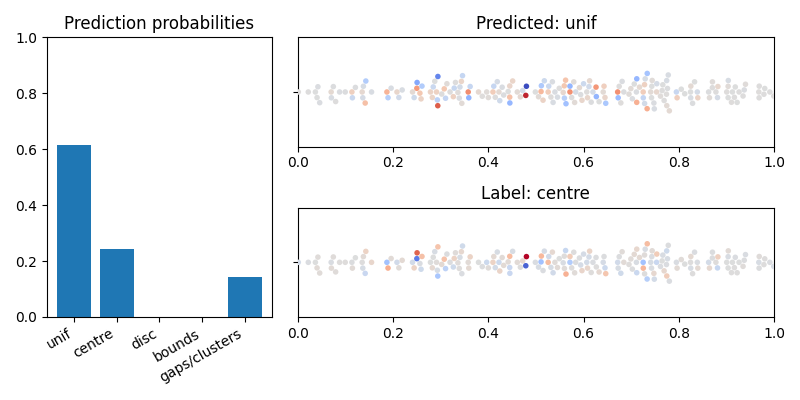 Prediction probabilities
1.0
0.8
0.6
0.4
0.2
0.0
unif
centre
disc
bounds
gaps/clusters
Predicted: unif
0.0 0.2 0.4 0.6 0.8 1.0
Label: centre
0.0 0.2 0.4 0.6 0.8 1.0